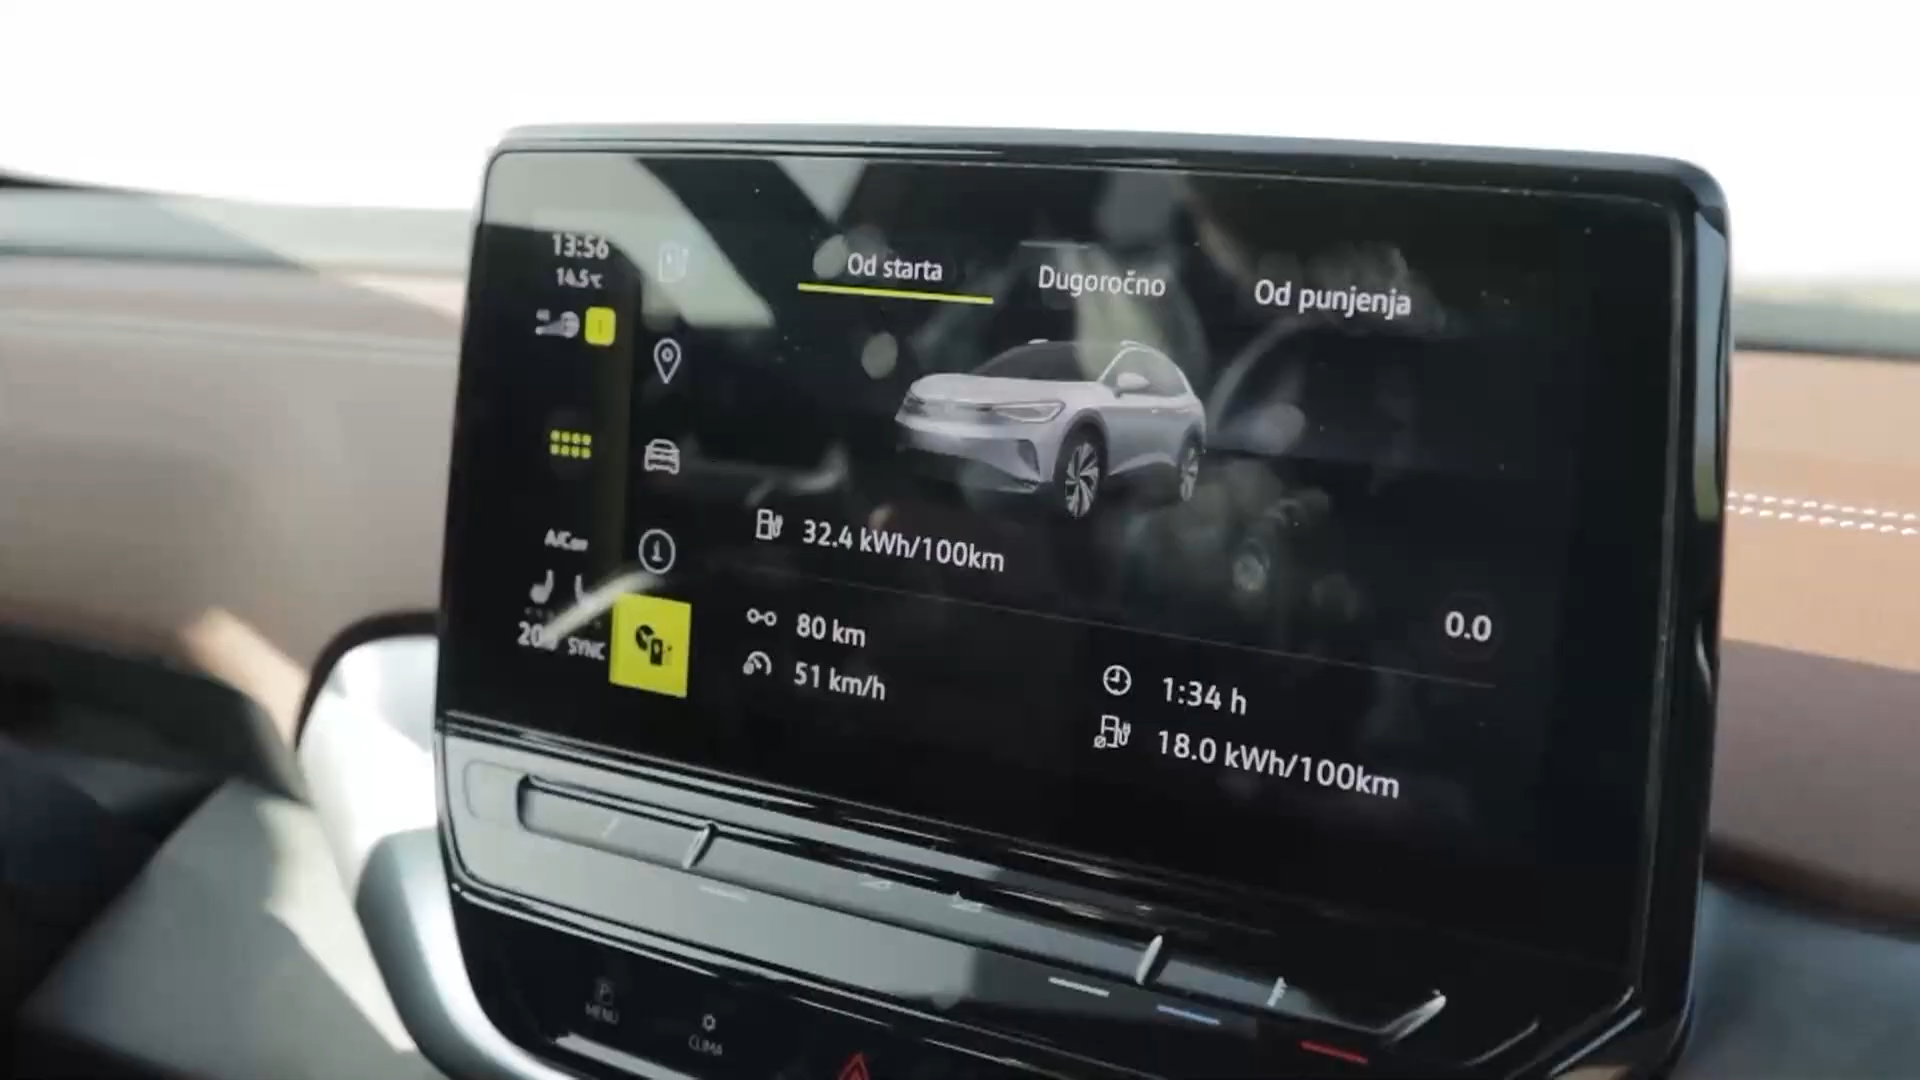 13:56
14.5°C
Od starta
Dugoročno
Od punjenja
32.4 kWh/100km
0.0
80 km
51 km/h
1:34 h
18.0 kWh/100km
SYNC
P
MENU
CLIMA